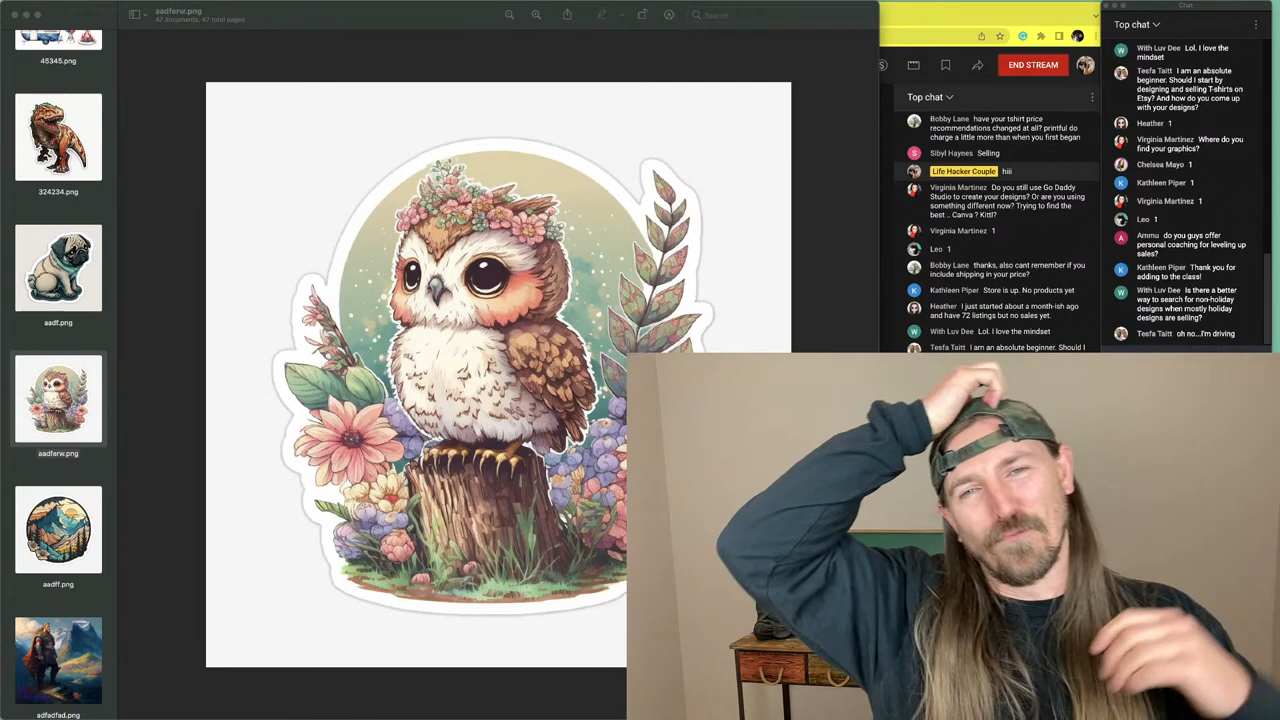 aadferw.png
47 documents, 47 total pages
Search
45345.png
324234.png
aadf.png
aadferw.png
aadff.png
adfadfad.png
END STREAM
Top chat
Bobby Lane have your tshirt price
recommendations changed at all? printful do
charge a little more than when you first began
Sibyl Haynes Selling
Life Hacker Couple hiii
Virginia Martinez Do you still use Go Daddy
Studio to create your designs? Or are you using
something different now? Trying to find the
best .. Canva ? Kittl?
Virginia Martinez 1
Leo 1
Bobby Lane thanks, also cant remember if you
include shipping in your price?
Kathleen Piper Store is up. No products yet
Heather I just started about a month-ish ago
and have 72 listings but no sales yet.
With Luv Dee Lol. I love the mindset
Tesfa Taitt I am an absolute beginner. Should I
Chat
Top chat
With Luv Dee Lol. I love the
mindset
Tesfa Taitt I am an absolute
beginner. Should I start by
designing and selling T-shirts on
Etsy? And how do you come up
with your designs?
Heather 1
Virginia Martinez Where do you
find your graphics?
Chelsea Mayo 1
Kathleen Piper 1
Virginia Martinez 1
Leo 1
Ammu do you guys offer
personal coaching for leveling up
sales?
Kathleen Piper Thank you for
adding to the class!
With Luv Dee Is there a better
way to search for non-holiday
designs when mostly holiday
designs are selling?
Tesfa Taitt oh no...I'm driving